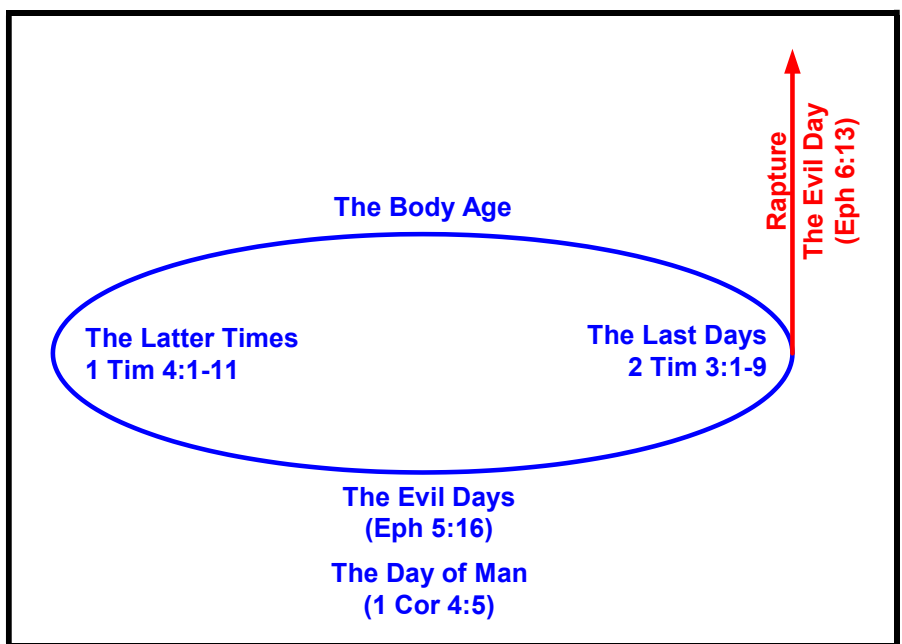 Rapture
The Evil Day
(Eph 6:13)
The Body Age
The Latter Times
1 Tim 4:1-11
The Last Days
2 Tim 3:1-9
The Evil Days
(Eph 5:16)
The Day of Man
(1 Cor 4:5)